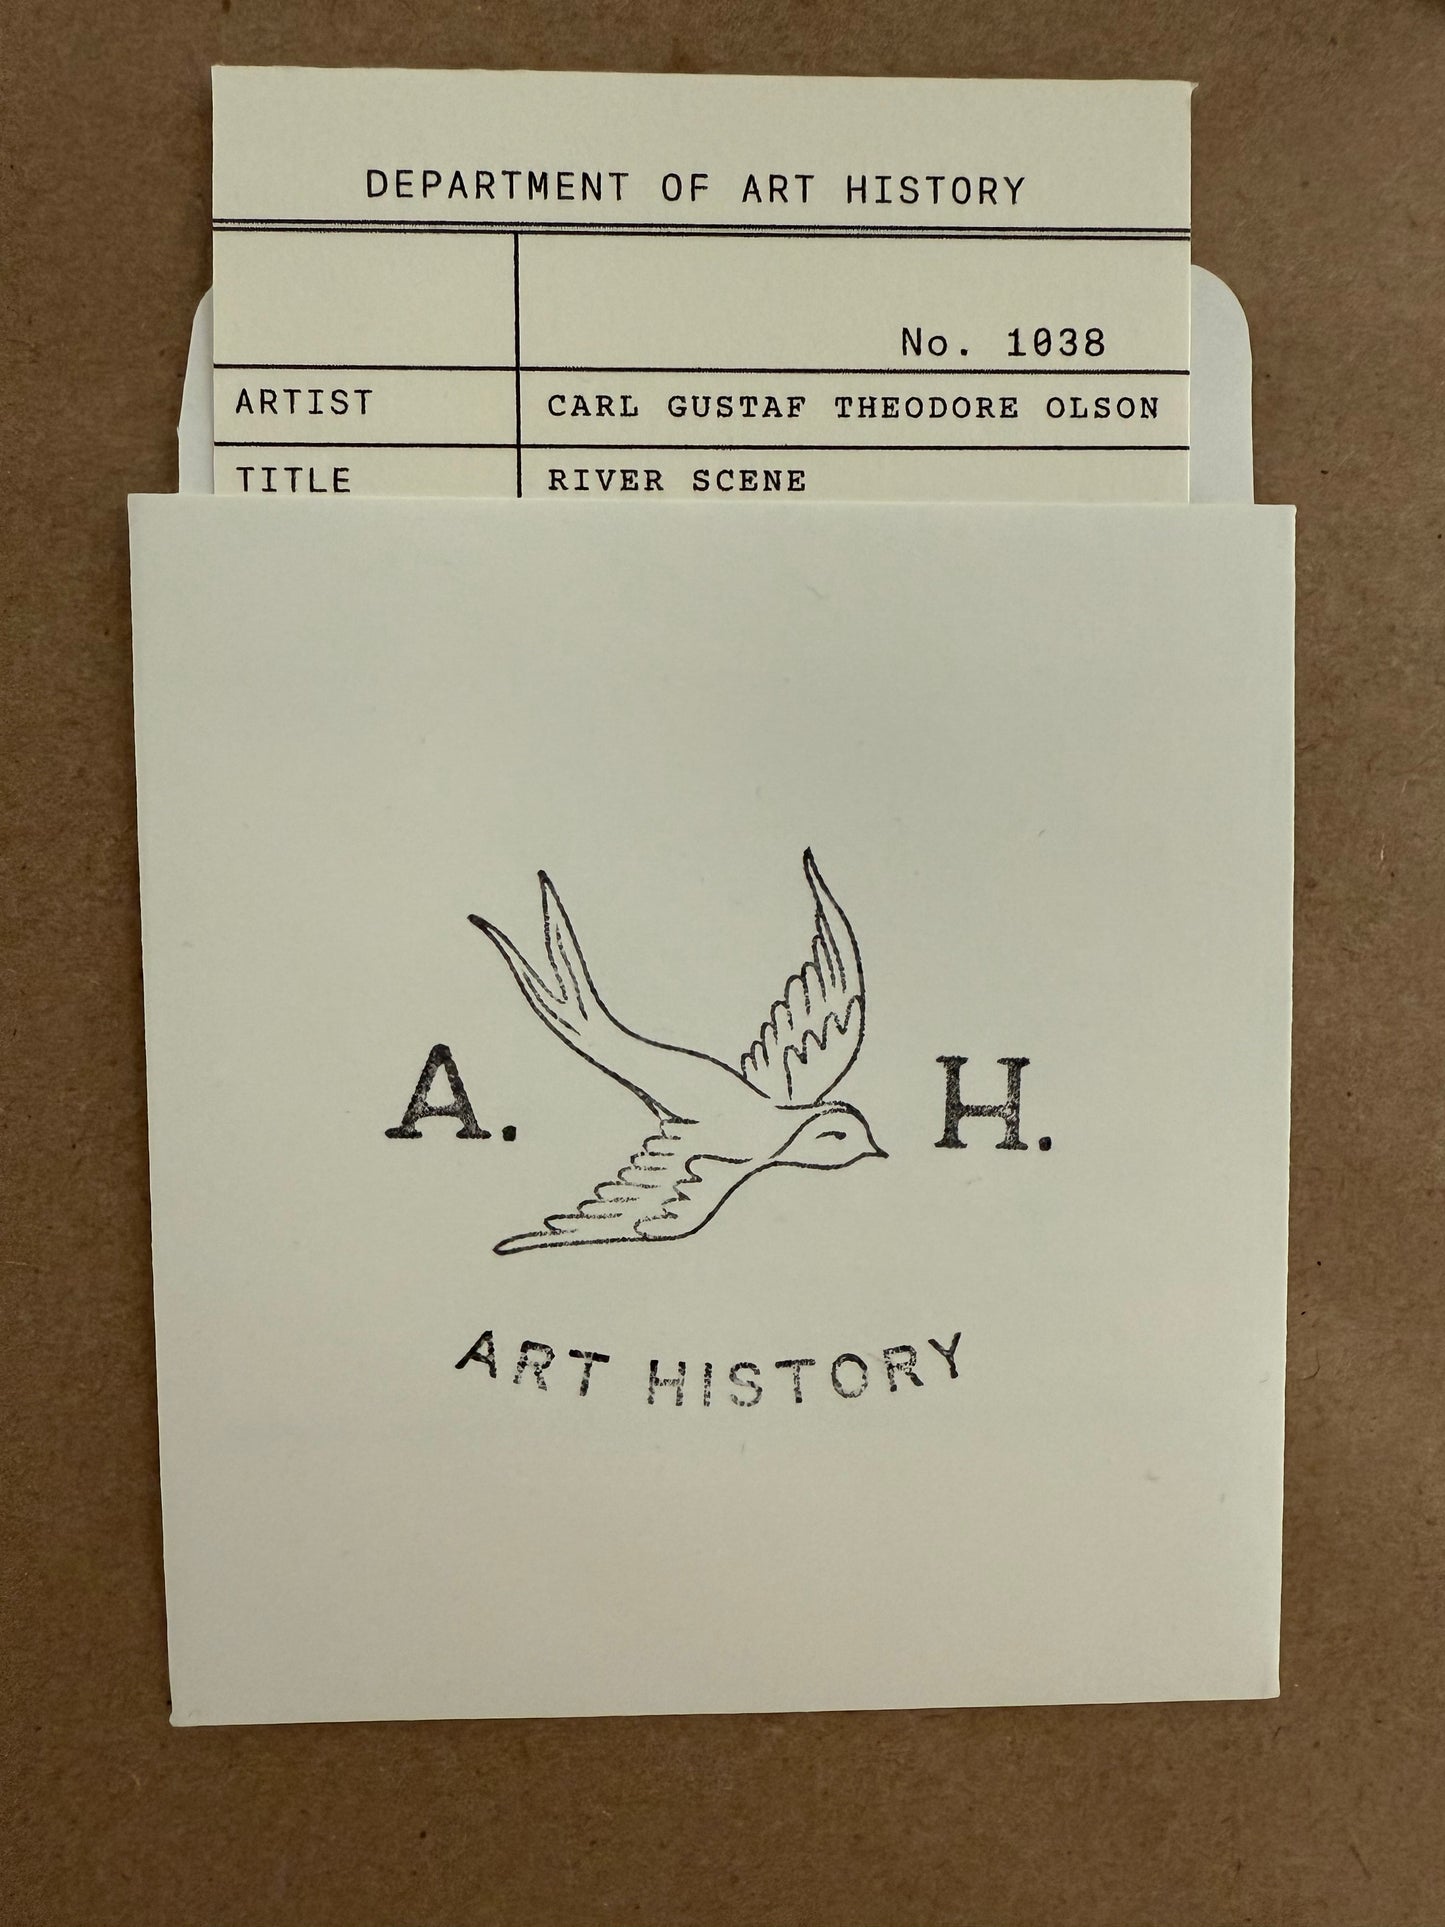 DEPARTMENT OF ART HISTORY
No. 1038
ARTIST CARL GUSTAF THEODORE OLSON
TITLE RIVER SCENE
A. H.
ART HISTORY